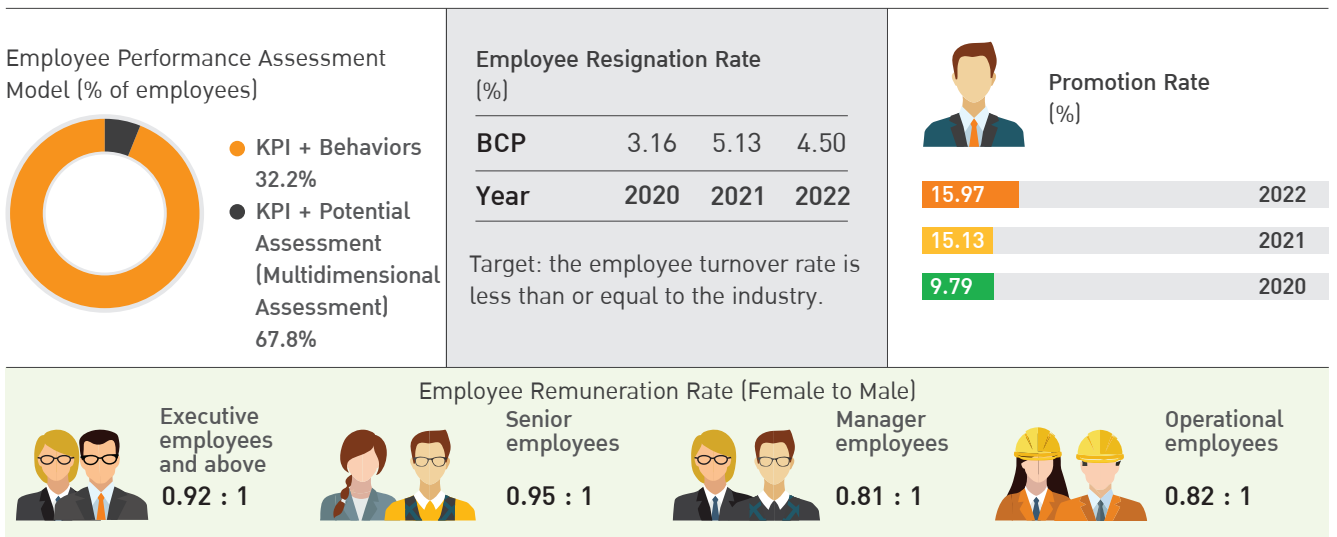 Employee Performance Assessment
Model (% of employees)
KPI + Behaviors
32.2%
KPI + Potential
Assessment
(Multidimensional
Assessment)
67.8%
Employee Resignation Rate
(%)
BCP 3.16 5.13 4.50
Year 2020 2021 2022
Target: the employee turnover rate is
less than or equal to the industry.
Promotion Rate
(%)
15.97 2022
15.13 2021
9.79 2020
Employee Remuneration Rate (Female to Male)
Executive
employees
and above
0.92 : 1
Senior
employees
0.95 : 1
Manager
employees
0.81 : 1
Operational
employees
0.82 : 1